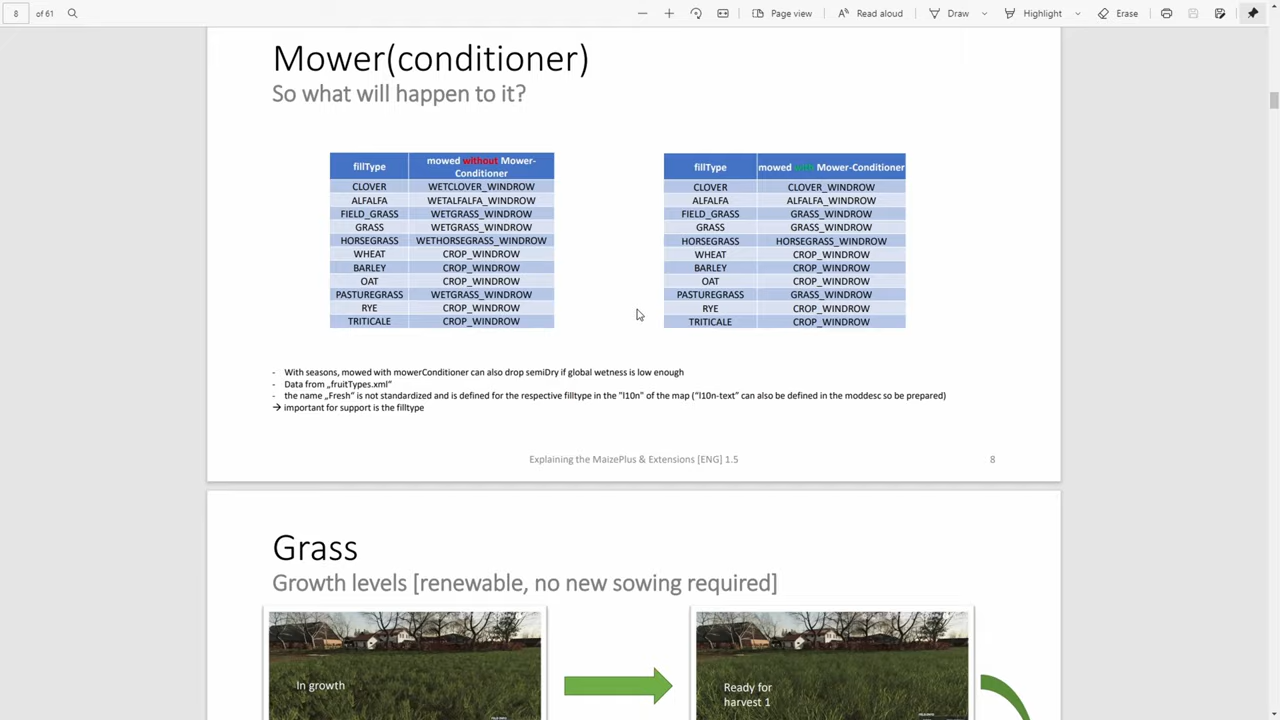 8 of 61 Page view Read aloud Draw Highlight Erase
Mower(conditioner)
So what will happen to it?
fillType mowed without Mower-
Conditioner
CLOVER WETCLOVER_WINDROW
ALFALFA WETALFALFA_WINDROW
FIELD_GRASS WETGRASS_WINDROW
GRASS WETGRASS_WINDROW
HORSEGRASS WETHORSEGRASS_WINDROW
WHEAT CROP_WINDROW
BARLEY CROP_WINDROW
OAT CROP_WINDROW
PASTUREGRASS WETGRASS_WINDROW
RYE CROP_WINDROW
TRITICALE CROP_WINDROW
fillType mowed with Mower-Conditioner
CLOVER CLOVER_WINDROW
ALFALFA ALFALFA_WINDROW
FIELD_GRASS GRASS_WINDROW
GRASS GRASS_WINDROW
HORSEGRASS HORSEGRASS_WINDROW
WHEAT CROP_WINDROW
BARLEY CROP_WINDROW
OAT CROP_WINDROW
PASTUREGRASS GRASS_WINDROW
RYE CROP_WINDROW
TRITICALE CROP_WINDROW
- With seasons, mowed with mowerConditioner can also drop semiDry if global wetness is low enough
- Data from „fruitTypes.xml“
- the name „Fresh“ is not standardized and is defined for the respective filltype in the "l10n" of the map ("l10n-text" can also be defined in the moddesc so be prepared)
→ important for support is the filltype
Explaining the MaizePlus & Extensions [ENG] 1.5 8
Grass
Growth levels [renewable, no new sowing required]
In growth
Ready for
harvest 1